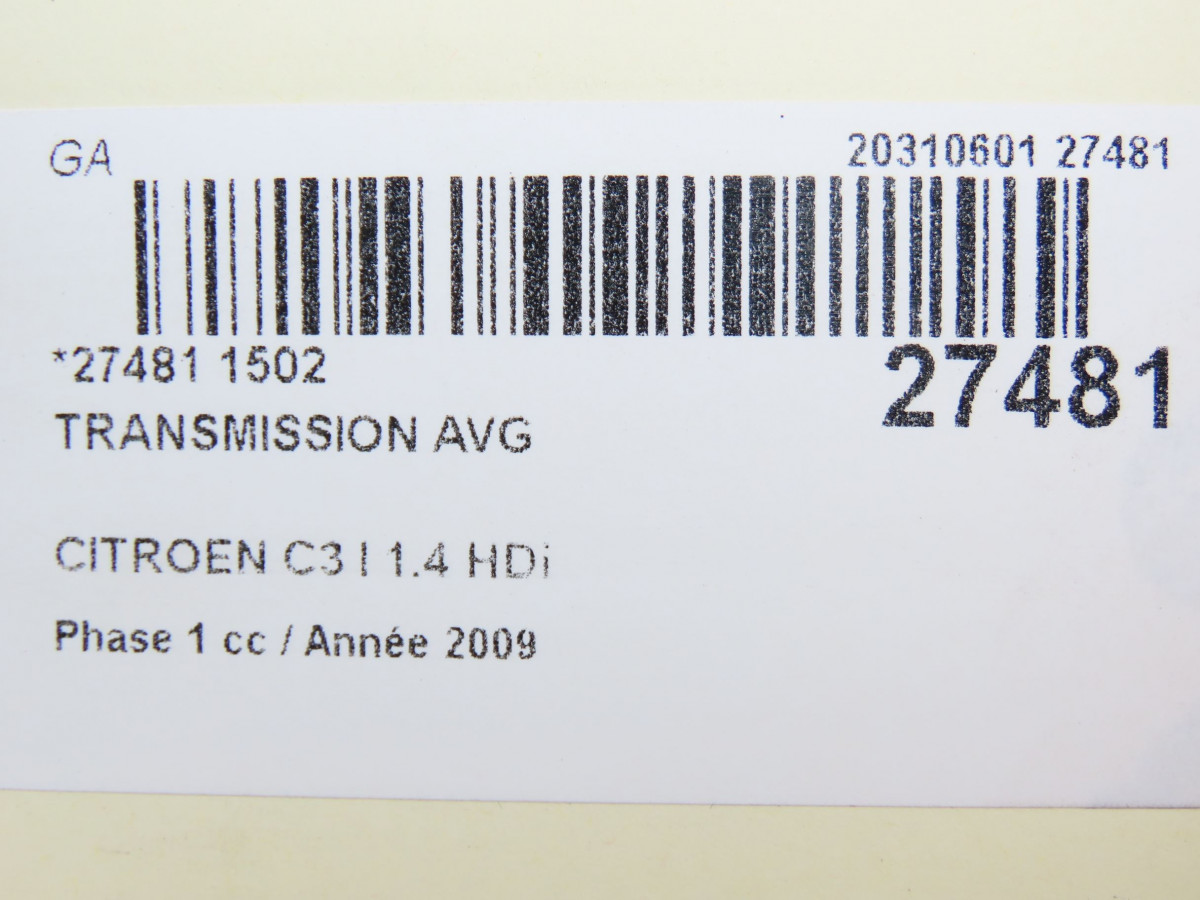 GA 20310601 27481
*27481 1502
27481
TRANSMISSION AVG
CITROEN C3 I 1.4 HDi
Phase 1 cc / Année 2009